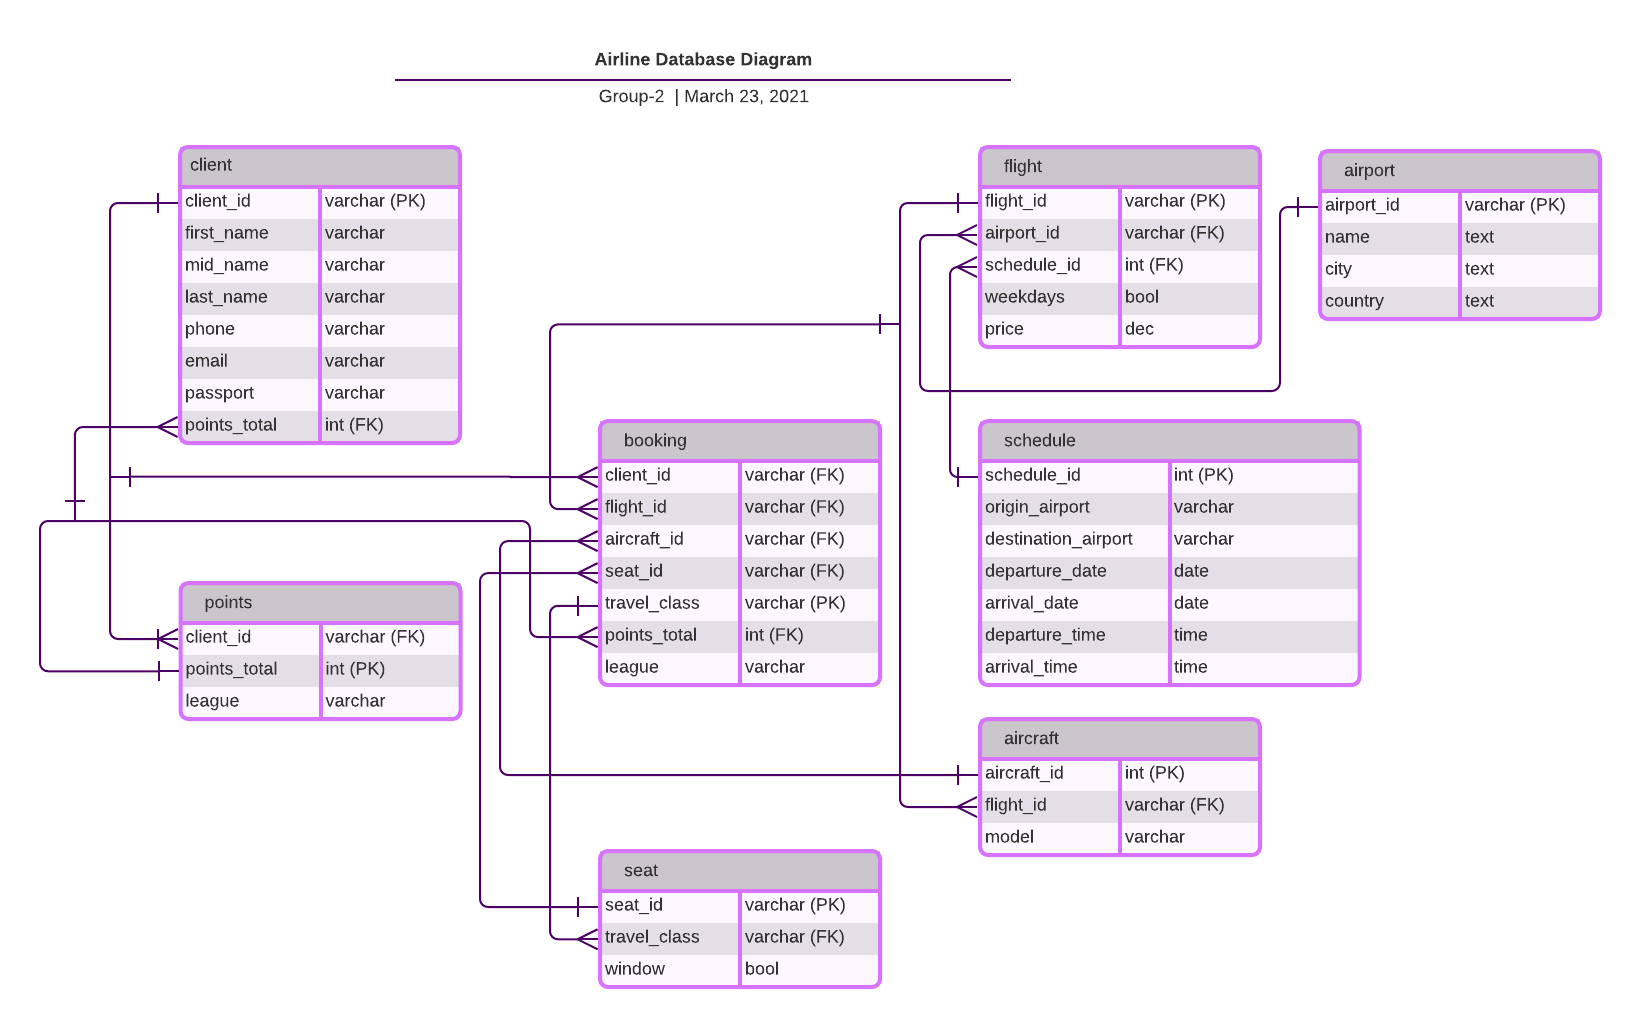 Airline Database Diagram
Group-2 | March 23, 2021
client
client_id varchar (PK)
first_name varchar
mid_name varchar
last_name varchar
phone varchar
email varchar
passport varchar
points_total int (FK)
flight
flight_id varchar (PK)
airport_id varchar (FK)
schedule_id int (FK)
weekdays bool
price dec
airport
airport_id varchar (PK)
name text
city text
country text
booking
client_id varchar (FK)
flight_id varchar (FK)
aircraft_id varchar (FK)
seat_id varchar (FK)
travel_class varchar (PK)
points_total int (FK)
league varchar
schedule
schedule_id int (PK)
origin_airport varchar
destination_airport varchar
departure_date date
arrival_date date
departure_time time
arrival_time time
points
client_id varchar (FK)
points_total int (PK)
league varchar
aircraft
aircraft_id int (PK)
flight_id varchar (FK)
model varchar
seat
seat_id varchar (PK)
travel_class varchar (FK)
window bool